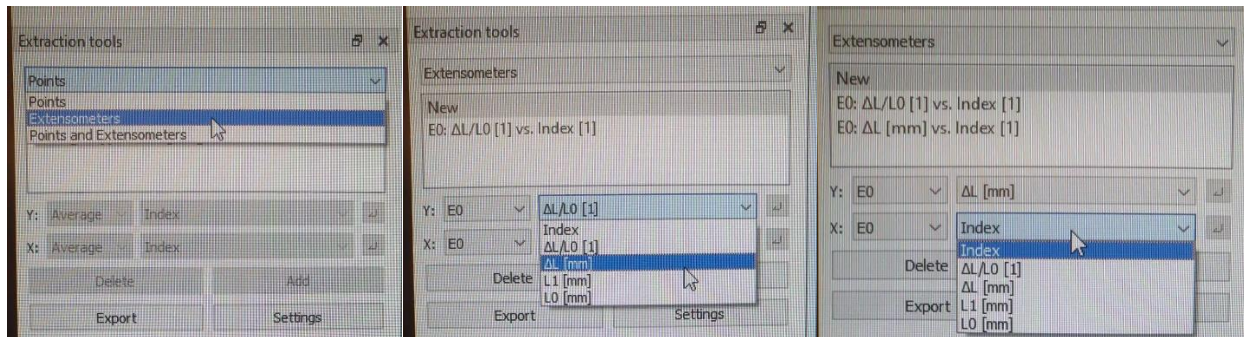 Extraction tools
Points
Points
Extensometers
Points and Extensometers
Y: Average Index
X: Average Index
Delete Add
Export Settings
Extraction tools
Extensometers
New
E0: ΔL/L0 [1] vs. Index [1]
Y: E0 ΔL/L0 [1]
Index
X: E0 ΔL/L0 [1]
ΔL [mm]
Delete L1 [mm]
L0 [mm]
Export Settings
Extensometers
New
E0: ΔL/L0 [1] vs. Index [1]
E0: ΔL [mm] vs. Index [1]
Y: E0 ΔL [mm]
X: E0 Index
Index
Delete ΔL/L0 [1]
ΔL [mm]
Export L1 [mm]
L0 [mm]